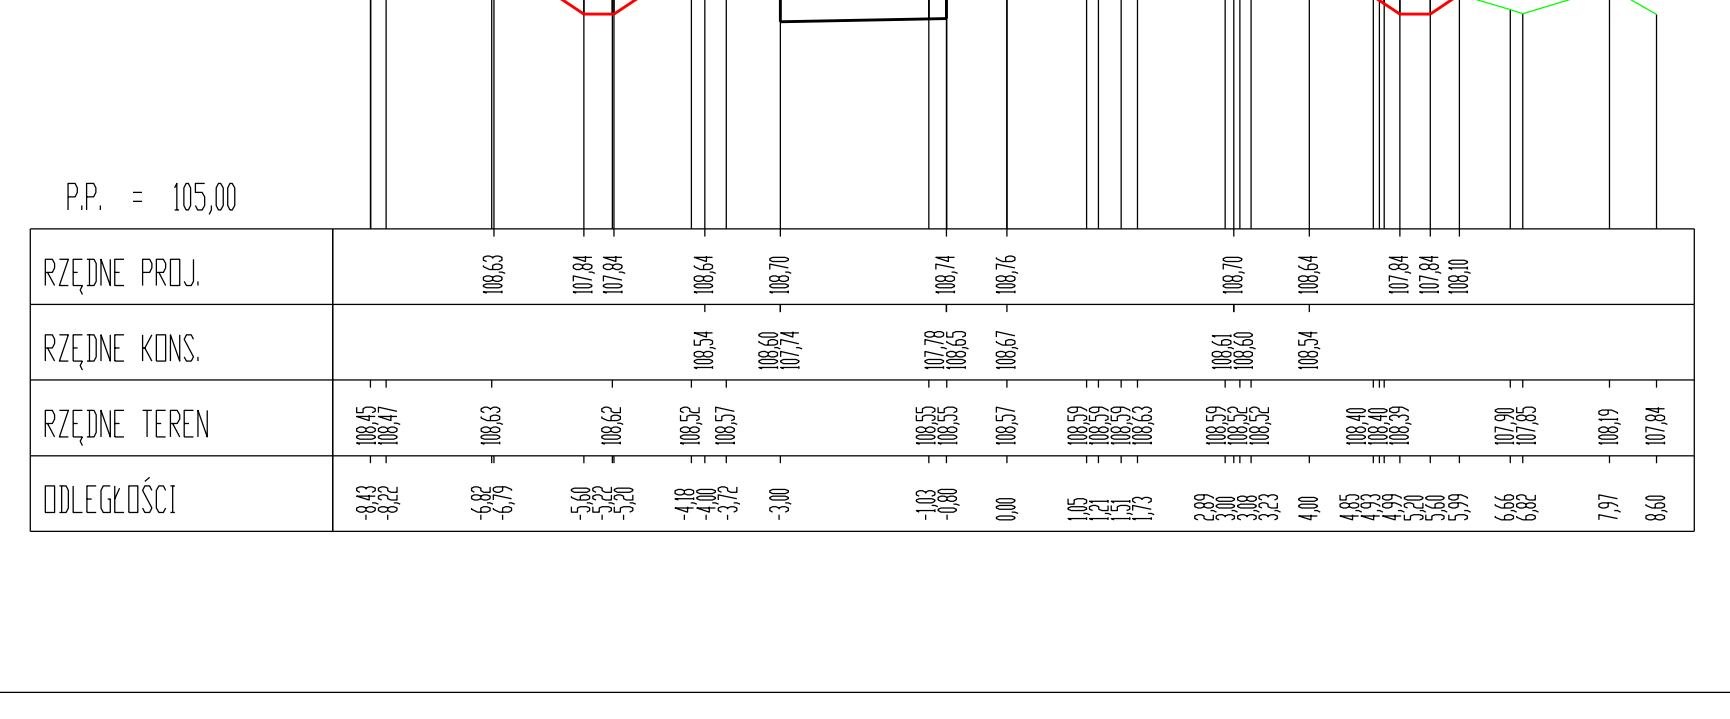 P.P. = 105,00
RZĘDNE PROJ. 108,63 107,84 107,84 108,64 108,70 108,74 108,76 108,70 108,64 107,84 107,84 108,10
RZĘDNE KONS. 108,54 108,60 107,74 107,78 108,65 108,67 108,61 108,60 108,54
RZĘDNE TEREN 108,45 108,47 108,63 108,62 108,52 108,57 108,55 108,55 108,57 108,59 108,59 108,59 108,63 108,59 108,52 108,52 108,40 108,40 108,39 107,90 107,85 108,19 107,84
ODLEGŁOŚCI -8,43 -8,22 -6,82 -6,79 -5,60 -5,22 -5,20 -4,18 -4,00 -3,72 -3,00 -1,03 -0,80 0,00 1,05 1,21 1,51 1,73 2,89 3,00 3,08 3,23 4,00 4,85 4,93 4,99 5,20 5,60 5,99 6,66 6,82 7,97 8,60